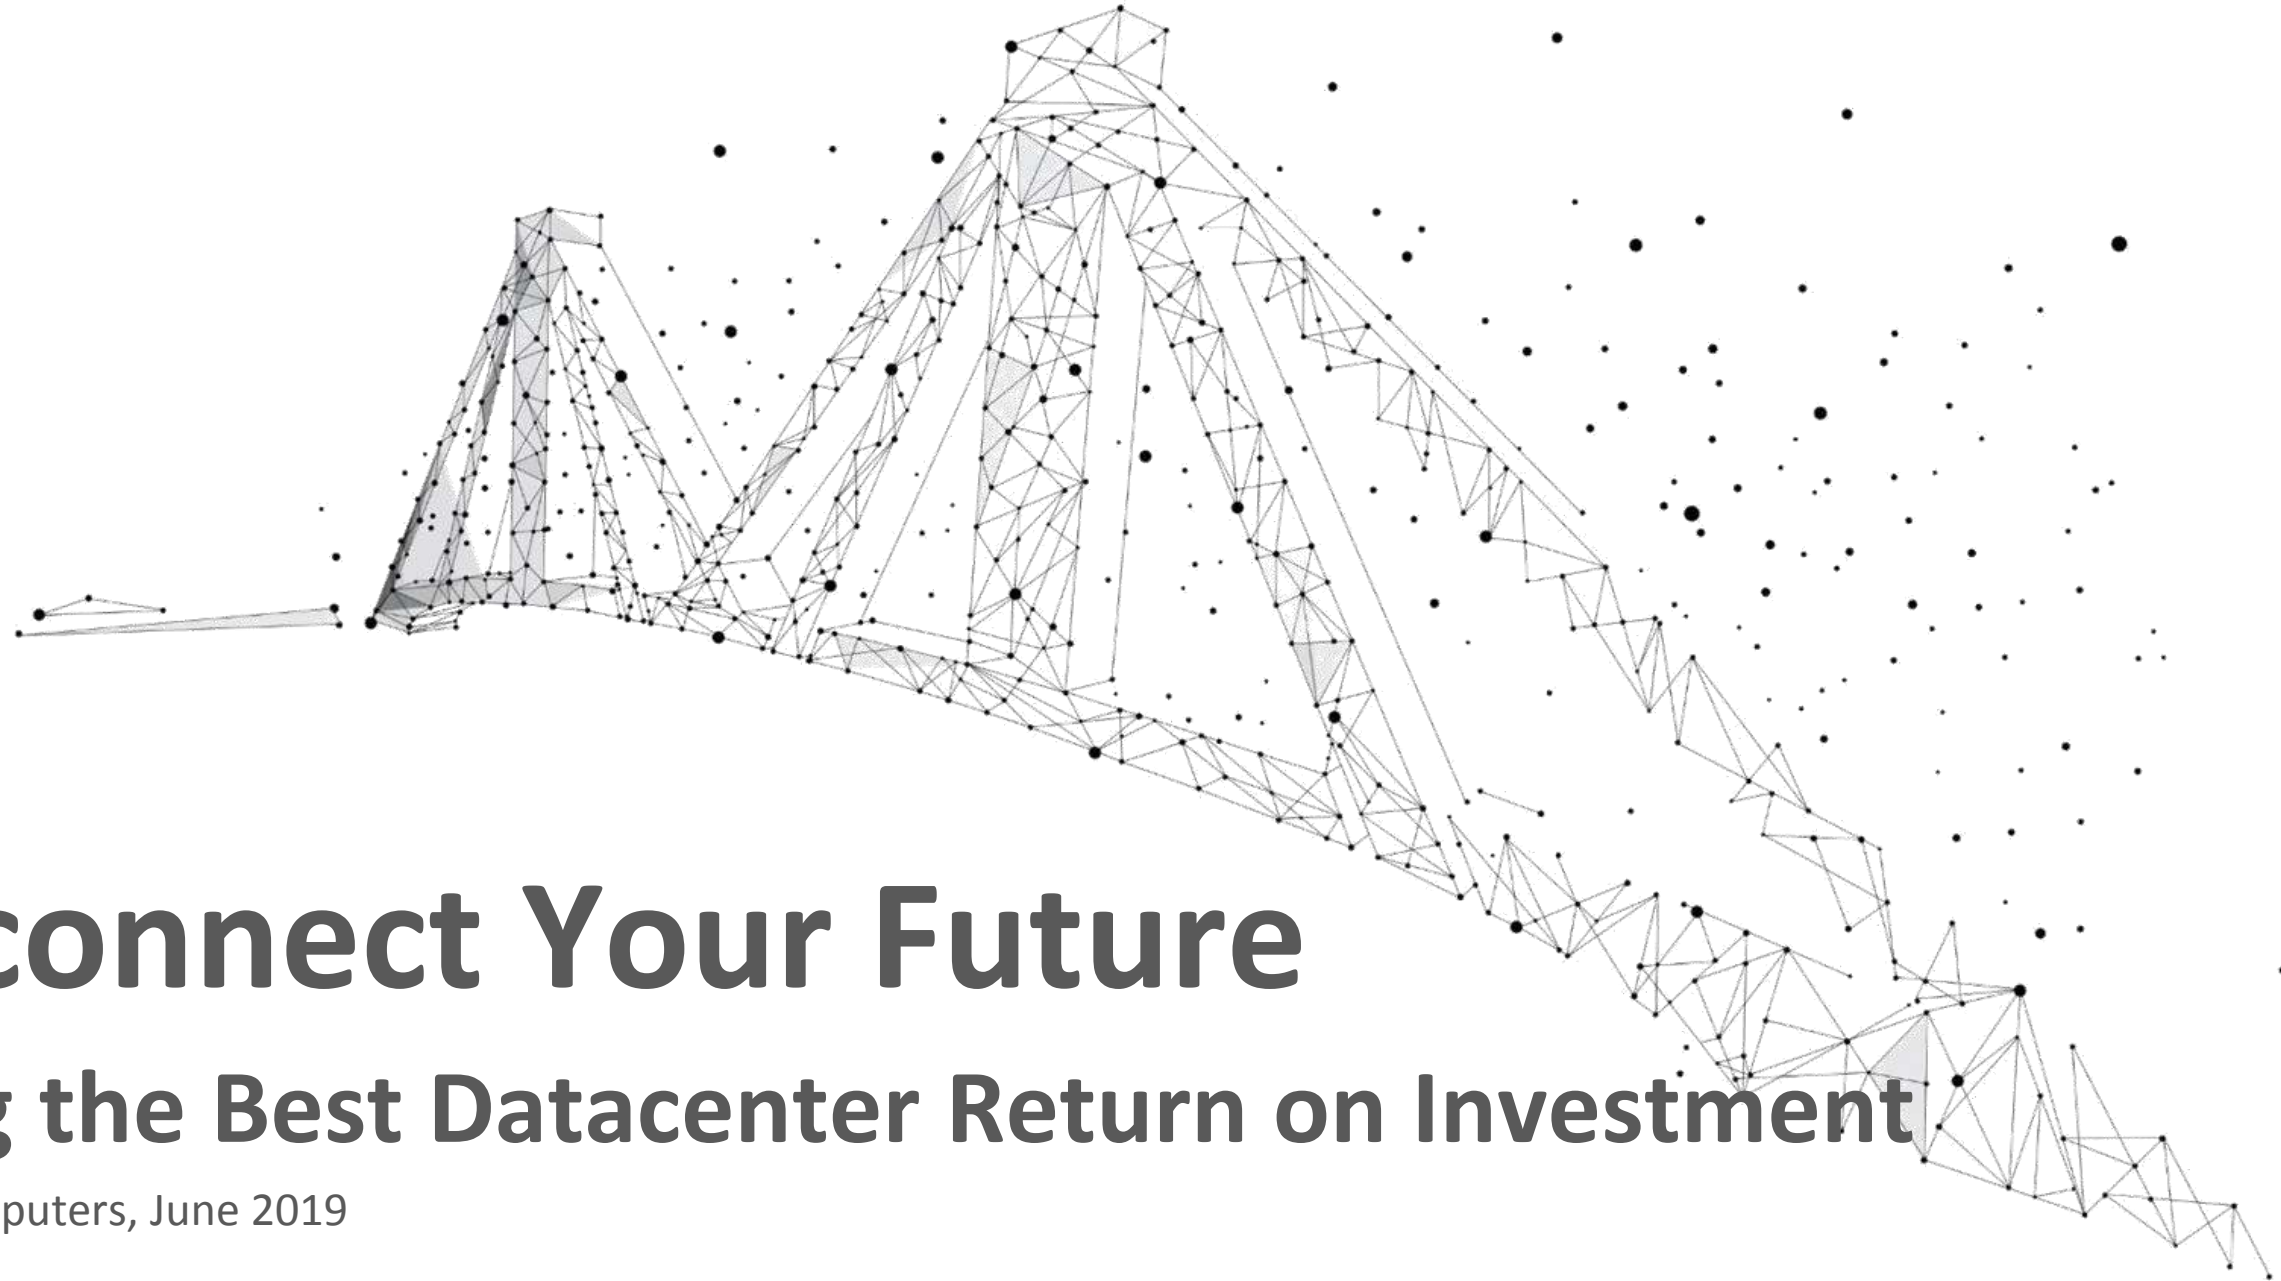 connect Your Future
the Best Datacenter Return on Investment
puters, June 2019